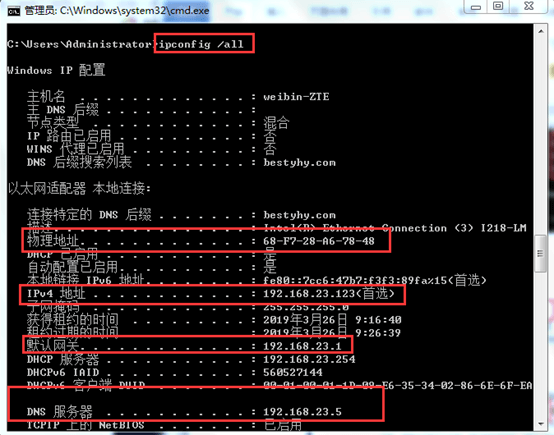 管理员: C:\Windows\system32\cmd.exe
C:\Users\Administrator>ipconfig /all
Windows IP 配置
主机名 . . . . . . . . . . . . . : weibin-ZTE
主 DNS 后缀 . . . . . . . . . . . :
节点类型 . . . . . . . . . . . . : 混合
IP 路由已启用 . . . . . . . . . . : 否
WINS 代理已启用 . . . . . . . . . : 否
DNS 后缀搜索列表 . . . . . . . . : bestyhy.com
以太网适配器 本地连接:
连接特定的 DNS 后缀 . . . . . . . : bestyhy.com
描述. . . . . . . . . . . . . . . : Intel(R) Ethernet Connection (3) I218-LM
物理地址. . . . . . . . . . . . . : 68-F7-28-A6-78-48
DHCP 已启用 . . . . . . . . . . . : 是
自动配置已启用. . . . . . . . . . : 是
本地链接 IPv6 地址. . . . . . . . : fe80::7cc6:47b7:f3f3:89fa%15(首选)
IPv4 地址 . . . . . . . . . . . . : 192.168.23.123(首选)
子网掩码 . . . . . . . . . . . . : 255.255.255.0
获得租约的时间 . . . . . . . . . : 2019年3月26日 9:16:40
租约过期的时间 . . . . . . . . . : 2019年3月26日 9:26:39
默认网关. . . . . . . . . . . . . : 192.168.23.1
DHCP 服务器 . . . . . . . . . . . : 192.168.23.254
DHCPv6 IAID . . . . . . . . . . . : 560527144
DHCPv6 客户端 DUID . . . . . . . : 00-01-00-01-1D-09-E6-35-34-02-86-6E-6F-EA
DNS 服务器 . . . . . . . . . . . : 192.168.23.5
TCPIP 上的 NetBIOS . . . . . . . : 已启用